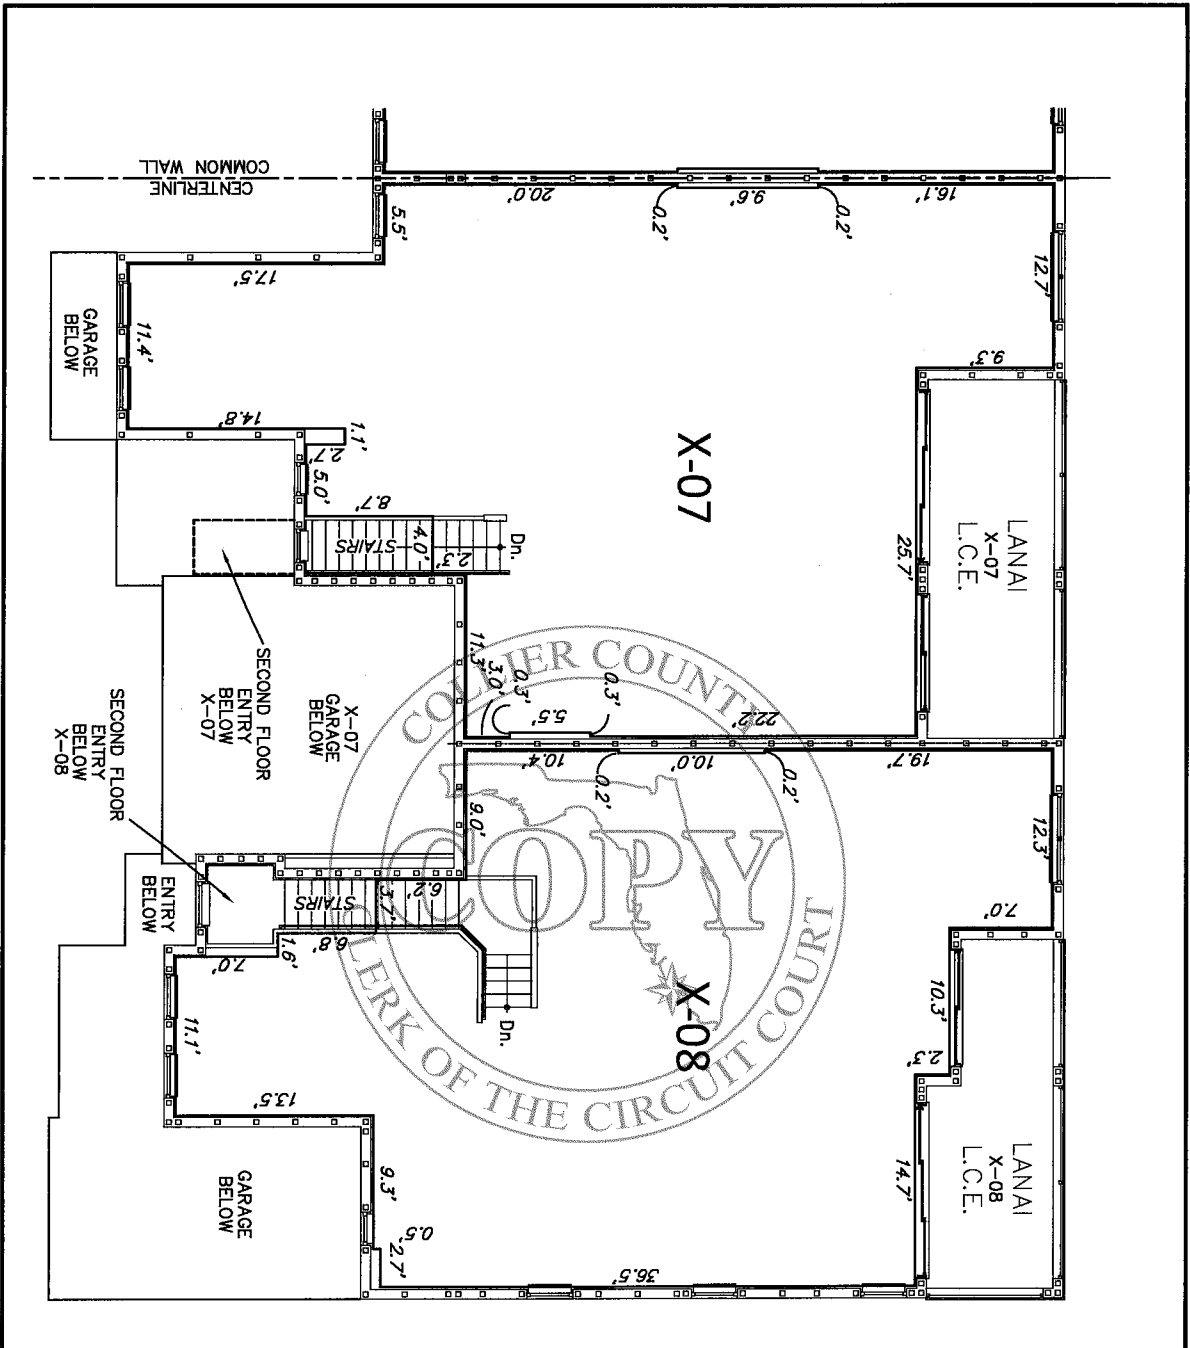 CENTERLINE
COMMON WALL
20.0'
0.2'
9.6'
0.2'
16.1'
5.5'
17.5'
12.7'
9.3'
GARAGE
BELOW
11.4'
14.8'
1.1'
2.7'
5.0'
8.7'
STAIRS
4.0'
2.3'
Dn.
X-07
25.7'
LANAI
X-07
L.C.E.
SECOND FLOOR
ENTRY
BELOW
X-07
X-07
GARAGE
BELOW
11.3'
3.0'
0.3'
5.5'
0.3'
22.2'
SECOND FLOOR
ENTRY
BELOW
X-08
10.4'
0.2'
10.0'
0.2'
19.7'
9.0'
12.3'
7.0'
ENTRY
BELOW
STAIRS
3.7'
6.2'
6.8'
1.6'
7.0'
Dn.
X-08
10.3'
2.3'
11.1'
13.5'
GARAGE
BELOW
9.3'
0.5'
2.7'
36.5'
14.7'
LANAI
X-08
L.C.E.
COLLIER COUNTY
COPY
CLERK OF THE CIRCUIT COURT